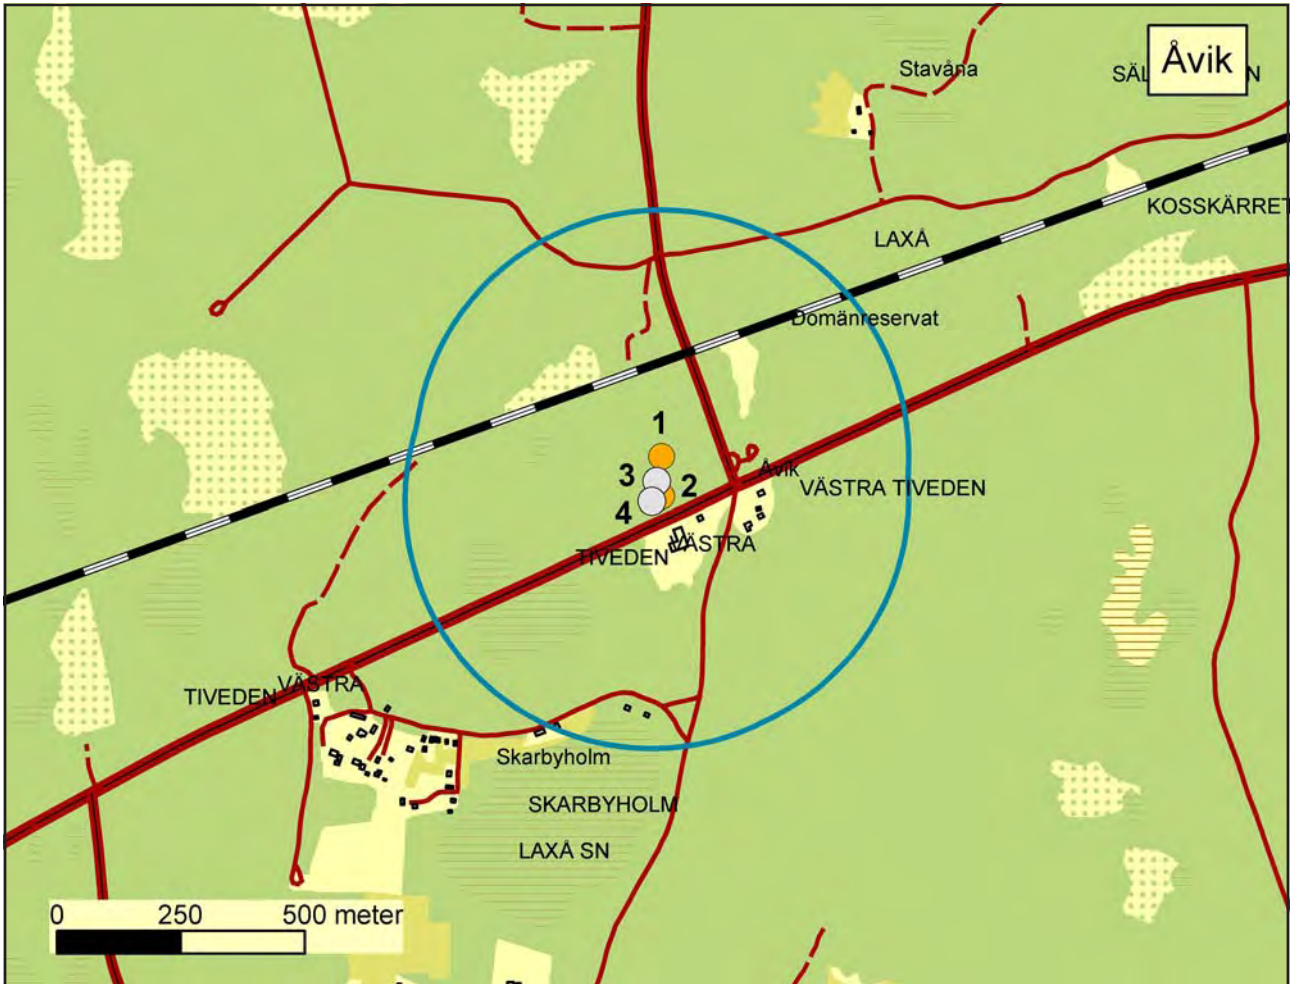 Åvik
Stavåna
SÄL
N
KOSSKÄRRET
LAXÅ
Domänreservat
1
3
2
4
Åvik
VÄSTRA TIVEDEN
VÄSTRA
TIVEDEN
VÄSTRA
TIVEDEN
Skarbyholm
SKARBYHOLM
LAXÅ SN
0 250 500 meter